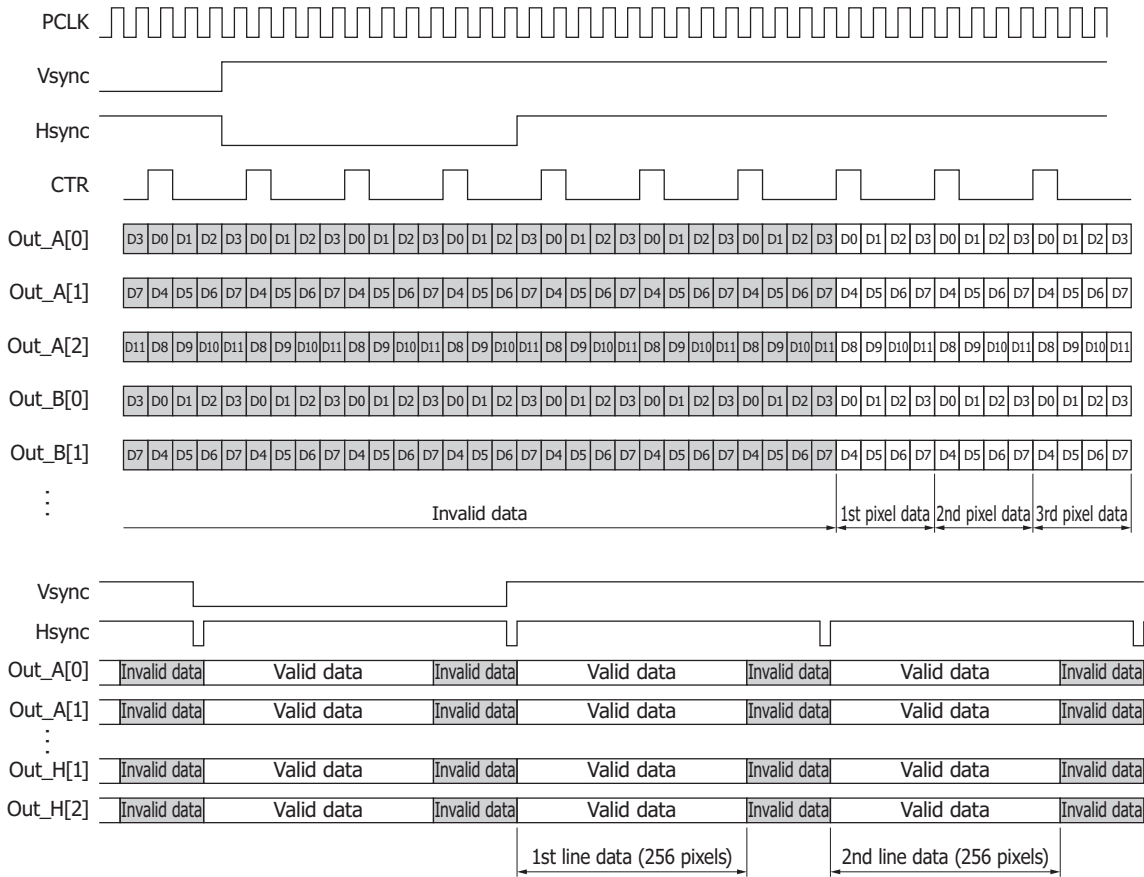 PCLK
Vsync
Hsync
CTR
Out_A[0] D3 D0 D1 D2 D3 D0 D1 D2 D3 D0 D1 D2 D3 D0 D1 D2 D3 D0 D1 D2 D3 D0 D1 D2 D3 D0 D1 D2 D3 D0 D1 D2 D3 D0 D1 D2 D3 D0 D1 D2 D3
Out_A[1] D7 D4 D5 D6 D7 D4 D5 D6 D7 D4 D5 D6 D7 D4 D5 D6 D7 D4 D5 D6 D7 D4 D5 D6 D7 D4 D5 D6 D7 D4 D5 D6 D7 D4 D5 D6 D7 D4 D5 D6 D7
Out_A[2] D11 D8 D9 D10 D11 D8 D9 D10 D11 D8 D9 D10 D11 D8 D9 D10 D11 D8 D9 D10 D11 D8 D9 D10 D11 D8 D9 D10 D11 D8 D9 D10 D11 D8 D9 D10 D11 D8 D9 D10 D11
Out_B[0] D3 D0 D1 D2 D3 D0 D1 D2 D3 D0 D1 D2 D3 D0 D1 D2 D3 D0 D1 D2 D3 D0 D1 D2 D3 D0 D1 D2 D3 D0 D1 D2 D3 D0 D1 D2 D3 D0 D1 D2 D3
Out_B[1] D7 D4 D5 D6 D7 D4 D5 D6 D7 D4 D5 D6 D7 D4 D5 D6 D7 D4 D5 D6 D7 D4 D5 D6 D7 D4 D5 D6 D7 D4 D5 D6 D7 D4 D5 D6 D7 D4 D5 D6 D7
⋮
Invalid data 1st pixel data 2nd pixel data 3rd pixel data
Vsync
Hsync
Out_A[0] Invalid data Valid data Invalid data Valid data Invalid data Valid data Invalid data
Out_A[1] Invalid data Valid data Invalid data Valid data Invalid data Valid data Invalid data
⋮
Out_H[1] Invalid data Valid data Invalid data Valid data Invalid data Valid data Invalid data
Out_H[2] Invalid data Valid data Invalid data Valid data Invalid data Valid data Invalid data
1st line data (256 pixels) 2nd line data (256 pixels)